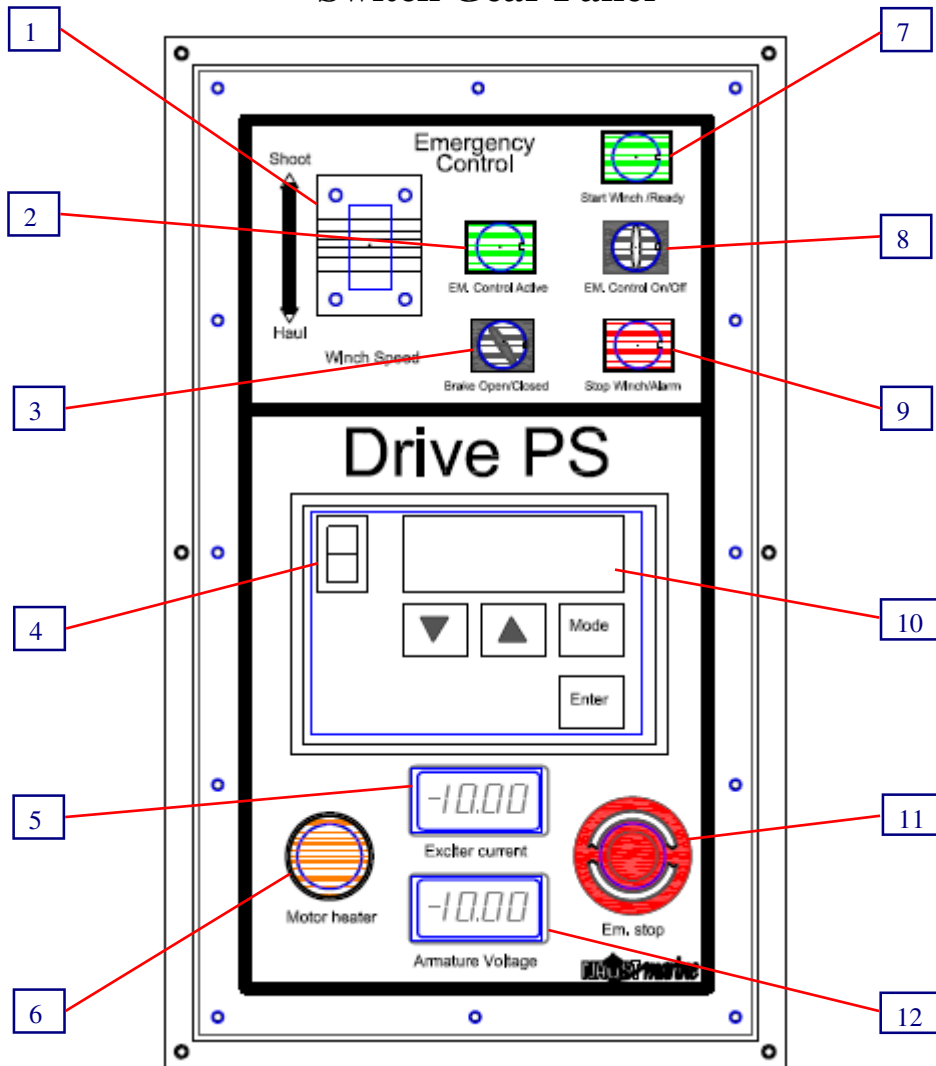 Switch Gear Panel
1
7
Emergency
Control
Shoot
Start Winch /Ready
2
8
EM. Control Active
EM. Control On/Off
Haul
Winch Speed
3
Brake Open/Closed
Stop Winch/Alarm
9
Drive PS
4
Mode
10
Enter
5
-10.00
11
Exciter current
-10.00
Motor heater
Em. stop
Armature Voltage
6
12